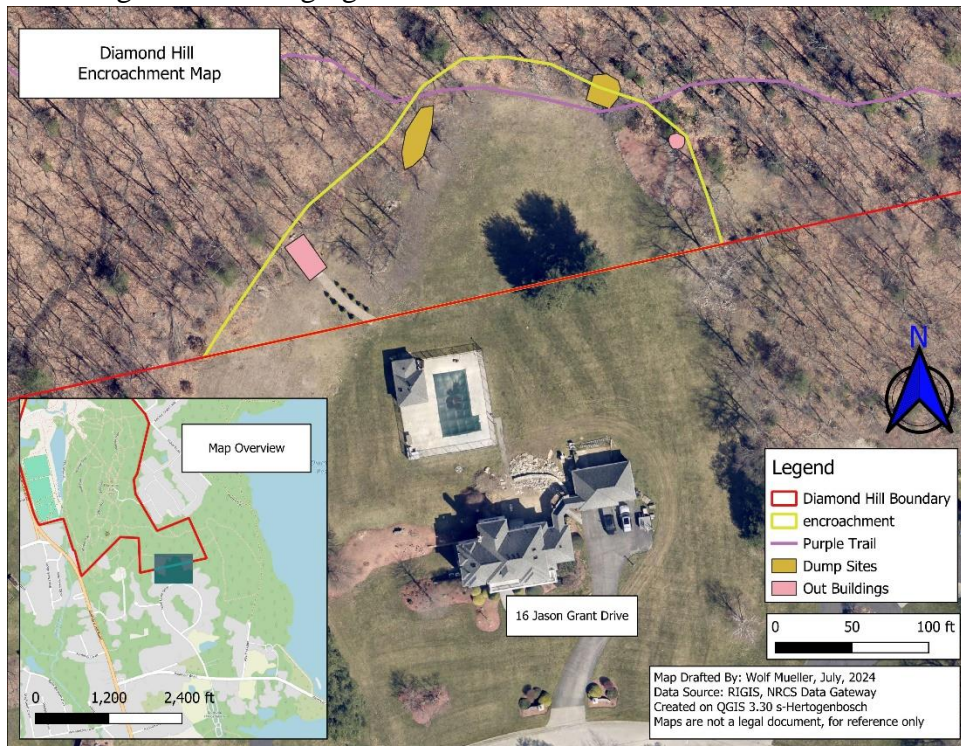 Diamond Hill
Encroachment Map
N
Map Overview
Legend
Diamond Hill Boundary
encroachment
Purple Trail
Dump Sites
Out Buildings
16 Jason Grant Drive
0 50 100 ft
0 1,200 2,400 ft
Map Drafted By: Wolf Mueller, July, 2024
Data Source: RIGIS, NRCS Data Gateway
Created on QGIS 3.30 s-Hertogenbosch
Maps are not a legal document, for reference only